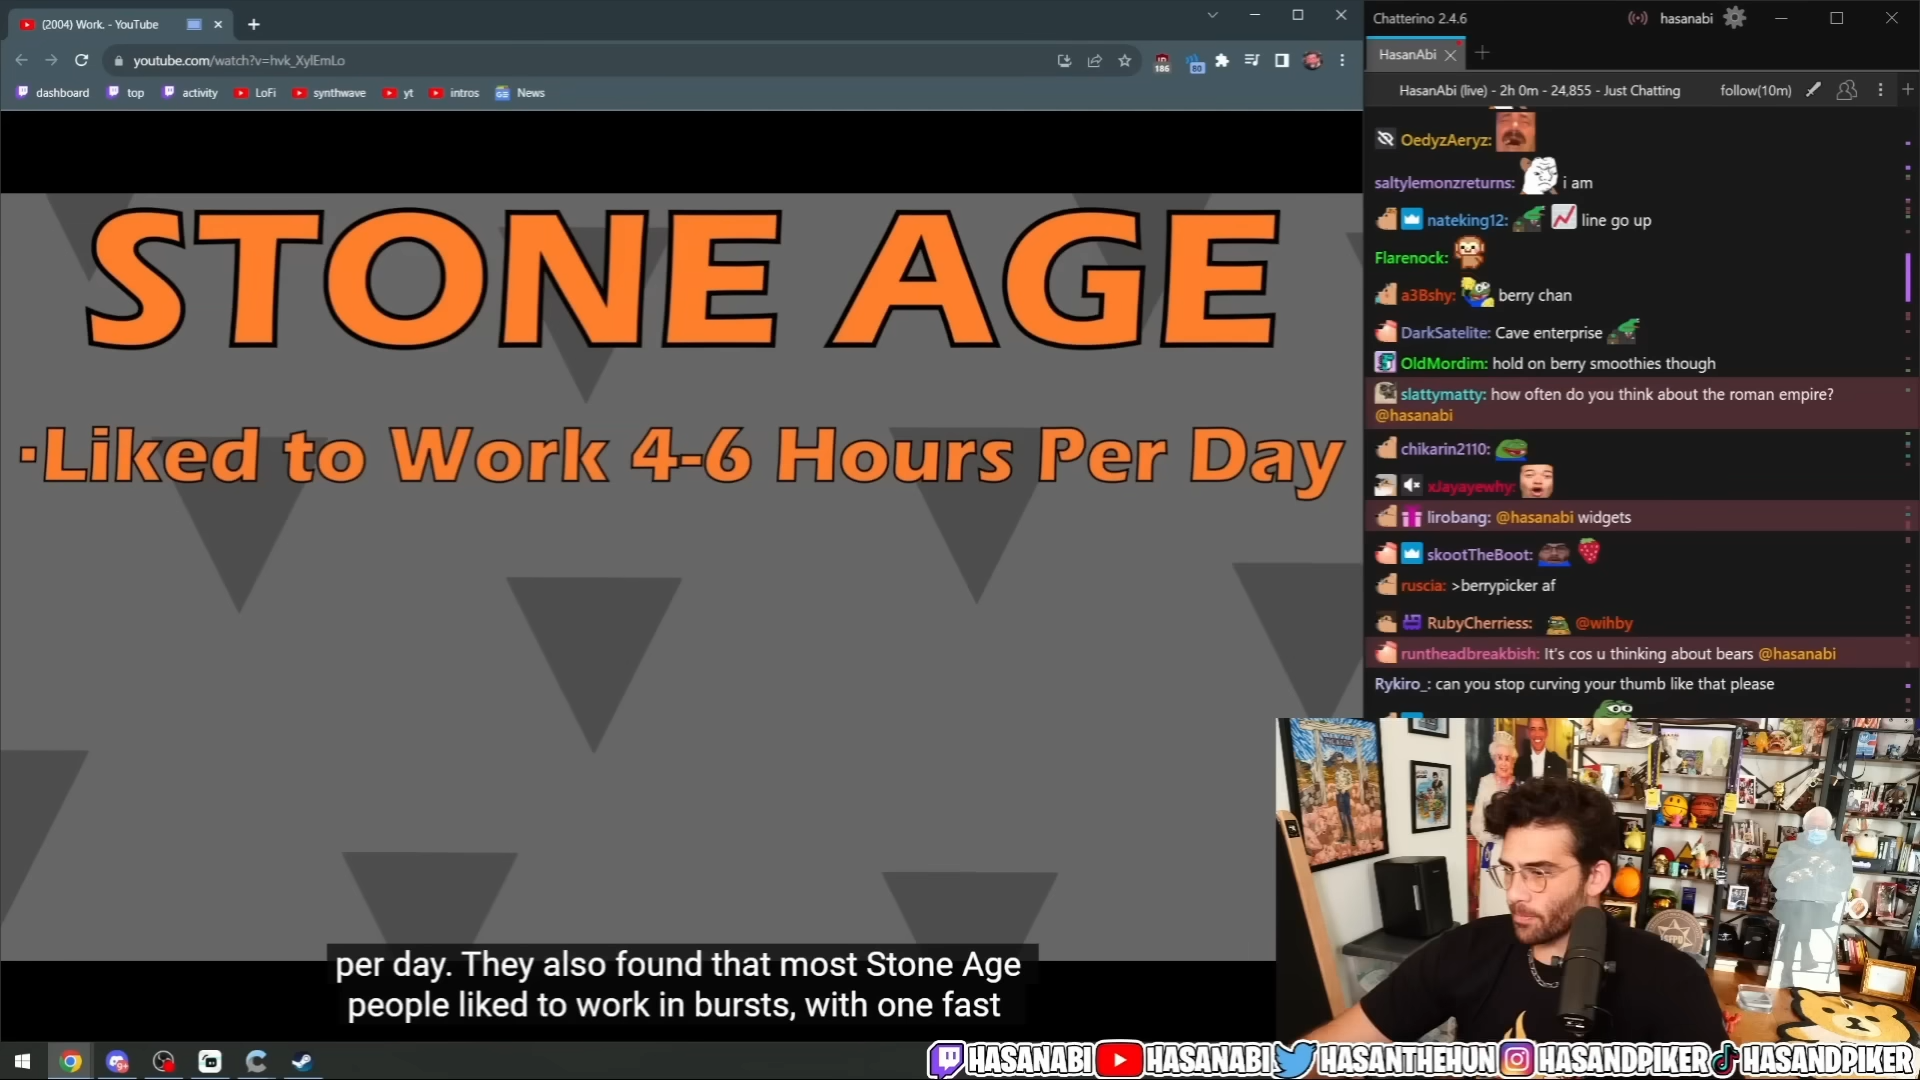 (2004) Work. - YouTube
youtube.com/watch?v=hvk_XylEmLo
186
80
dashboard top activity LoFi synthwave yt intros News
STONE AGE
·Liked to Work 4-6 Hours Per Day
per day. They also found that most Stone Age
people liked to work in bursts, with one fast
Chatterino 2.4.6
hasanabi
HasanAbi
HasanAbi (live) - 2h 0m - 24,855 - Just Chatting
follow(10m)
OedyzAeryz:
saltylemonzreturns: i am
nateking12: line go up
Flarenock:
a3Bshy: berry chan
DarkSatelite: Cave enterprise
OldMordim: hold on berry smoothies though
slattymatty: how often do you think about the roman empire?
@hasanabi
chikarin2110:
xJayayewhy:
lirobang: @hasanabi widgets
skootTheBoot:
ruscia: >berrypicker af
RubyCherriess: @wihby
runtheadbreakbish: It's cos u thinking about bears @hasanabi
Rykiro_: can you stop curving your thumb like that please
HASANABI HASANABI HASANTHEHUN HASANDPIKER HASANDPIKER